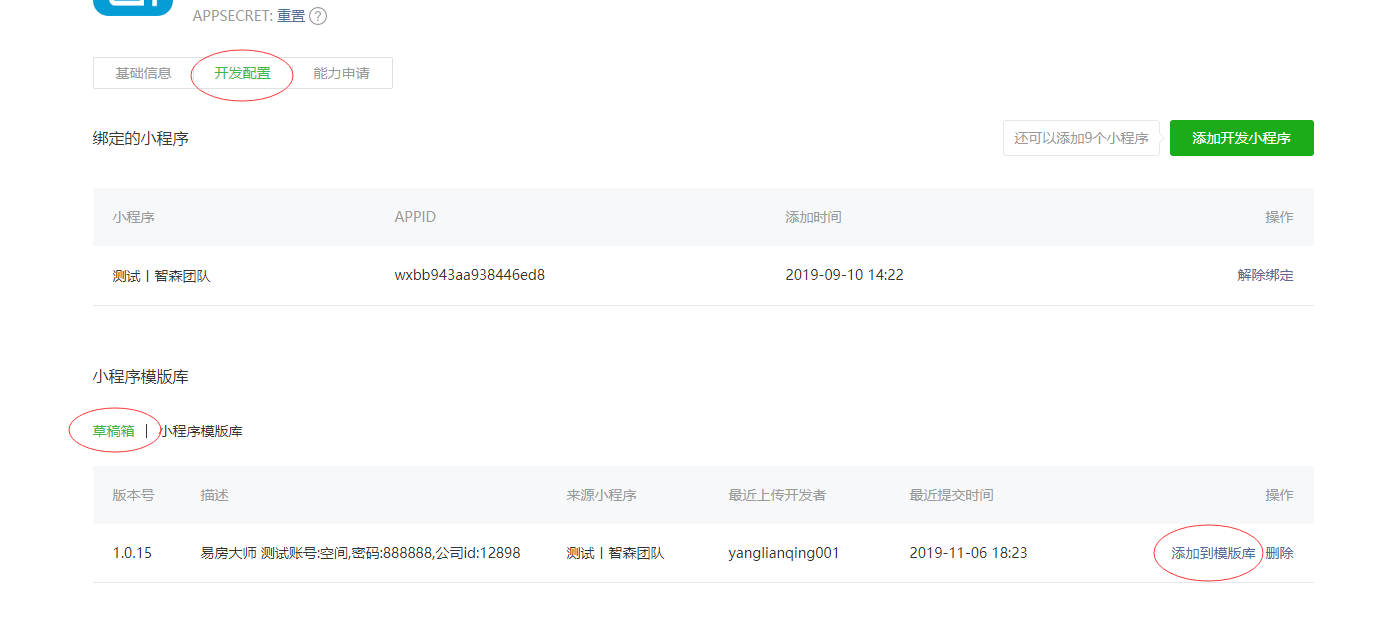 APPSECRET: 重置 ?
基础信息 开发配置 能力申请
绑定的小程序 还可以添加9个小程序 添加开发小程序
小程序 APPID 添加时间 操作
测试丨智森团队 wxbb943aa938446ed8 2019-09-10 14:22 解除绑定
小程序模版库
草稿箱 | 小程序模版库
版本号 描述 来源小程序 最近上传开发者 最近提交时间 操作
1.0.15 易房大师 测试账号:空间,密码:888888,公司id:12898 测试丨智森团队 yanglianqing001 2019-11-06 18:23 添加到模版库 删除